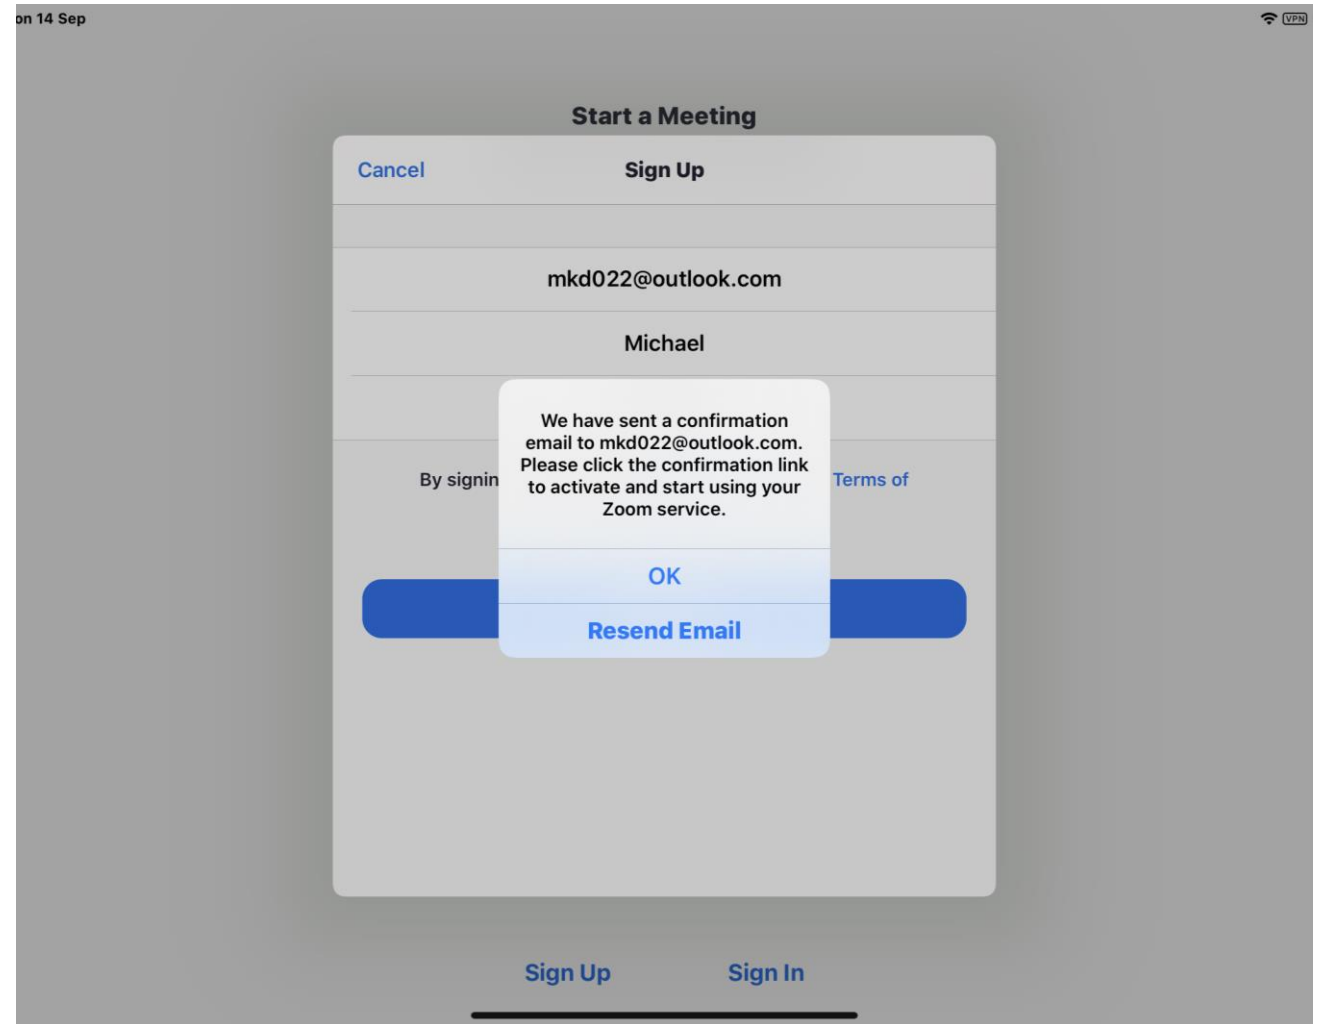 on 14 Sep
VPN
Start a Meeting
Cancel
Sign Up
mkd022@outlook.com
Michael
We have sent a confirmation
email to mkd022@outlook.com.
Please click the confirmation link
to activate and start using your
Zoom service.
By signin
Terms of
OK
Resend Email
Sign Up
Sign In